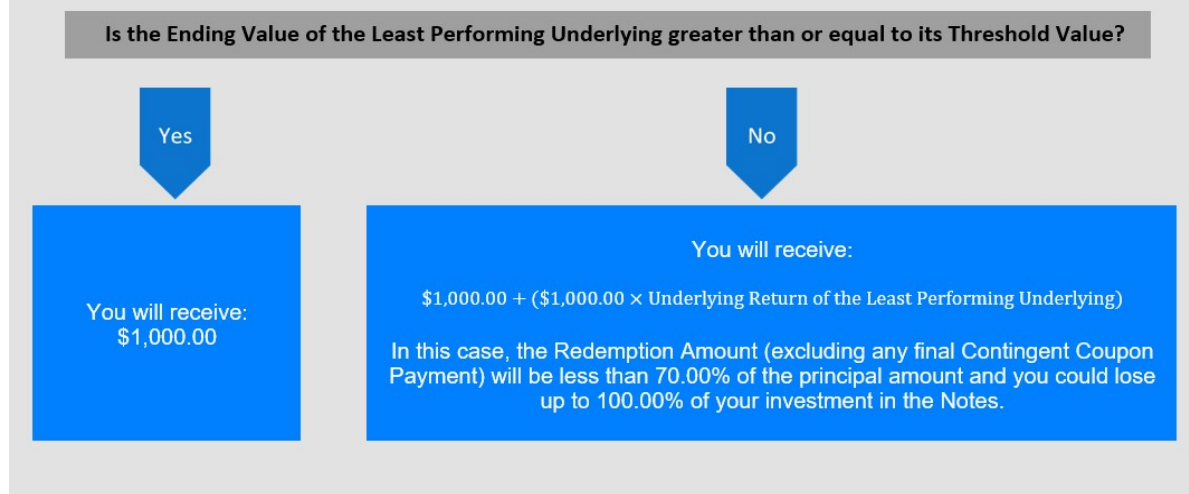 Is the Ending Value of the Least Performing Underlying greater than or equal to its Threshold Value?
Yes
No
You will receive:
$1,000.00
You will receive:
$1,000.00 + ($1,000.00 × Underlying Return of the Least Performing Underlying)
In this case, the Redemption Amount (excluding any final Contingent Coupon
Payment) will be less than 70.00% of the principal amount and you could lose
up to 100.00% of your investment in the Notes.